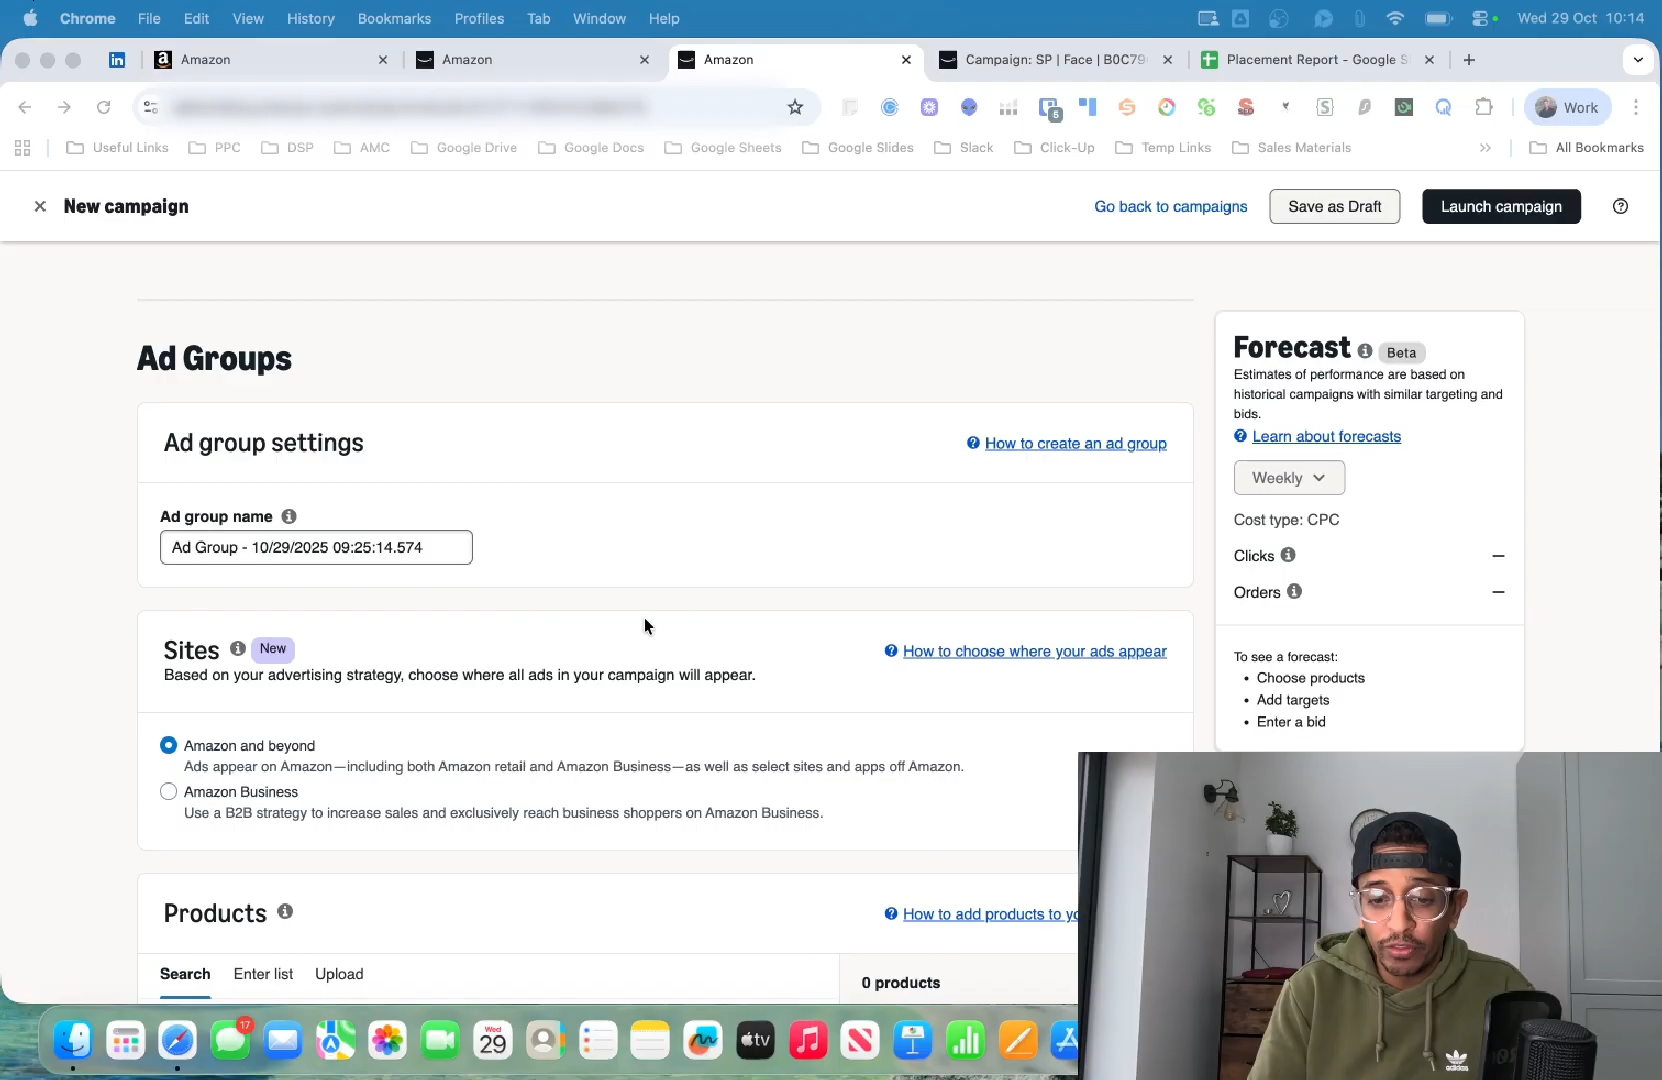 Chrome File Edit View History Bookmarks Profiles Tab Window Help Wed 29 Oct 10:14
Amazon Amazon Amazon Campaign: SP | Face | B0C79 Placement Report - Google S
6 Work
Useful Links PPC DSP AMC Google Drive Google Docs Google Sheets Google Slides Slack Click-Up Temp Links Sales Materials All Bookmarks
New campaign Go back to campaigns Save as Draft Launch campaign
Ad Groups
Ad group settings How to create an ad group
Ad group name
Ad Group - 10/29/2025 09:25:14.574
Sites New How to choose where your ads appear
Based on your advertising strategy, choose where all ads in your campaign will appear.
Amazon and beyond
Ads appear on Amazon—including both Amazon retail and Amazon Business—as well as select sites and apps off Amazon.
Amazon Business
Use a B2B strategy to increase sales and exclusively reach business shoppers on Amazon Business.
Products How to add products to yo
Search Enter list Upload
0 products
Forecast Beta
Estimates of performance are based on
historical campaigns with similar targeting and
bids.
Learn about forecasts
Weekly
Cost type: CPC
Clicks —
Orders —
To see a forecast:
• Choose products
• Add targets
• Enter a bid
17
Wed
29
tv
adidas